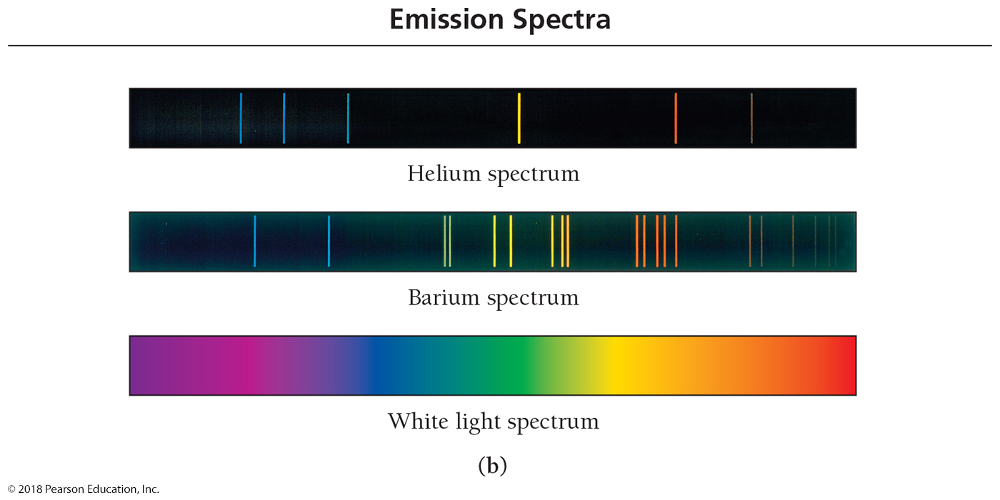 Emission Spectra
Helium spectrum
Barium spectrum
White light spectrum
(b)
© 2018 Pearson Education, Inc.